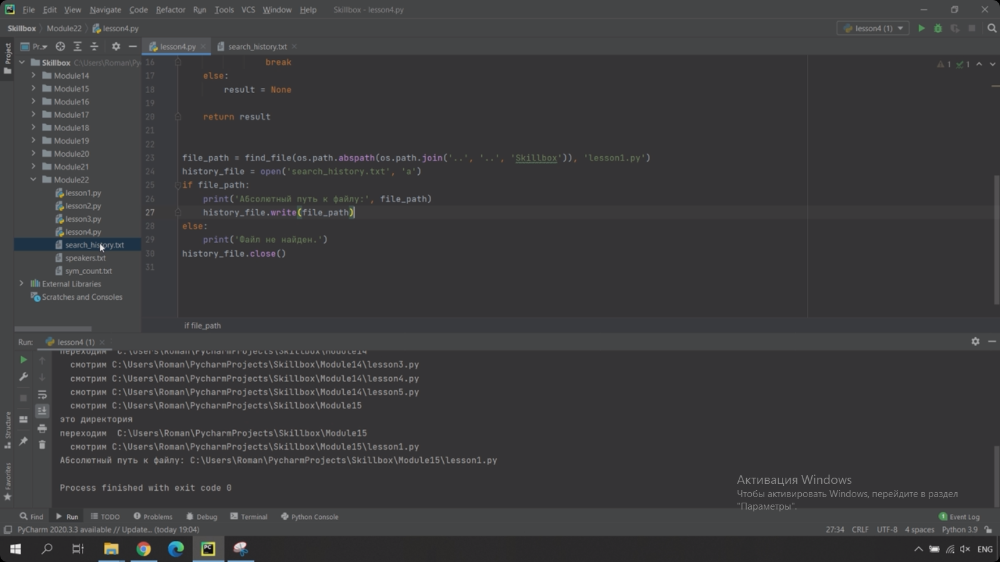 File Edit View Navigate Code Refactor Run Tools VCS Window Help Skillbox - lesson4.py
Skillbox Module22 lesson4.py lesson4 (1)
Project Pr.. lesson4.py search_history.txt
Skillbox C:\Users\Roman\Py
Module14
Module15
Module16
Module17
Module18
Module19
Module20
Module21
Module22
lesson1.py
lesson2.py
lesson3.py
lesson4.py
search_history.txt
speakers.txt
sym_count.txt
External Libraries
Scratches and Consoles
1 1
16 break
17 else:
18 result = None
19
20 return result
21
22
23 file_path = find_file(os.path.abspath(os.path.join('..', '..', 'Skillbox')), 'lesson1.py')
24 history_file = open('search_history.txt', 'a')
25 if file_path:
26 print('Абсолютный путь к файлу:', file_path)
27 history_file.write(file_path)
28 else:
29 print('Файл не найден.')
30 history_file.close()
31
if file_path
Run: lesson4 (1)
переходим C:\Users\Roman\PycharmProjects\Skillbox\Module14
смотрим C:\Users\Roman\PycharmProjects\Skillbox\Module14\lesson3.py
смотрим C:\Users\Roman\PycharmProjects\Skillbox\Module14\lesson4.py
смотрим C:\Users\Roman\PycharmProjects\Skillbox\Module14\lesson5.py
смотрим C:\Users\Roman\PycharmProjects\Skillbox\Module15
это директория
переходим C:\Users\Roman\PycharmProjects\Skillbox\Module15
смотрим C:\Users\Roman\PycharmProjects\Skillbox\Module15\lesson1.py
Абсолютный путь к файлу: C:\Users\Roman\PycharmProjects\Skillbox\Module15\lesson1.py
Process finished with exit code 0
Structure
Favorites
Активация Windows
Чтобы активировать Windows, перейдите в раздел
"Параметры".
Find Run TODO Problems Debug Terminal Python Console 1 Event Log
PyCharm 2020.3.3 available // Update... (today 19:04) 27:34 CRLF UTF-8 4 spaces Python 3.9
ENG